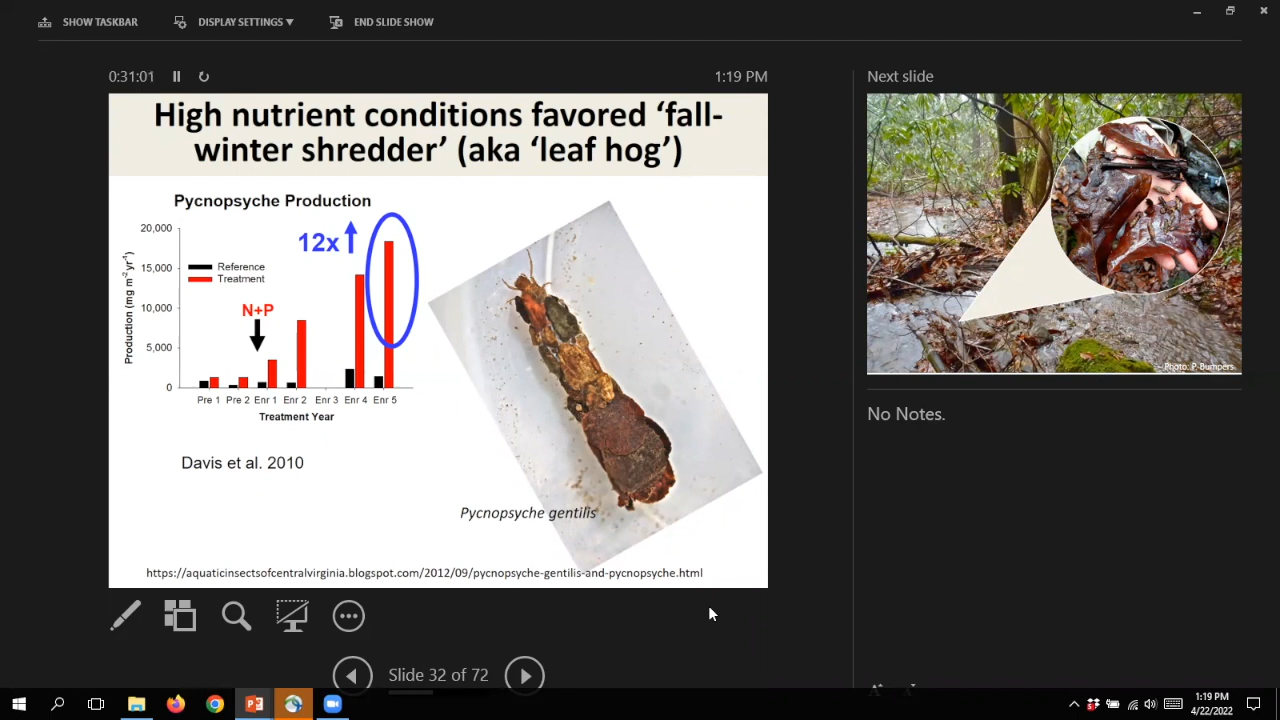 SHOW TASKBAR
DISPLAY SETTINGS ▼
END SLIDE SHOW
0:31:01
1:19 PM
High nutrient conditions favored ‘fall-
winter shredder’ (aka ‘leaf hog’)
Pycnopsyche Production
20,000
15,000
10,000
5,000
0
Production (mg m⁻² yr⁻¹)
12x
Reference
Treatment
N+P
Pre 1 Pre 2 Enr 1 Enr 2 Enr 3 Enr 4 Enr 5
Treatment Year
Davis et al. 2010
Pycnopsyche gentilis
https://aquaticinsectsofcentralvirginia.blogspot.com/2012/09/pycnopsyche-gentilis-and-pycnopsyche.html
Slide 32 of 72
Next slide
Photo: P. Bumpers
No Notes.
1:19 PM
4/22/2022